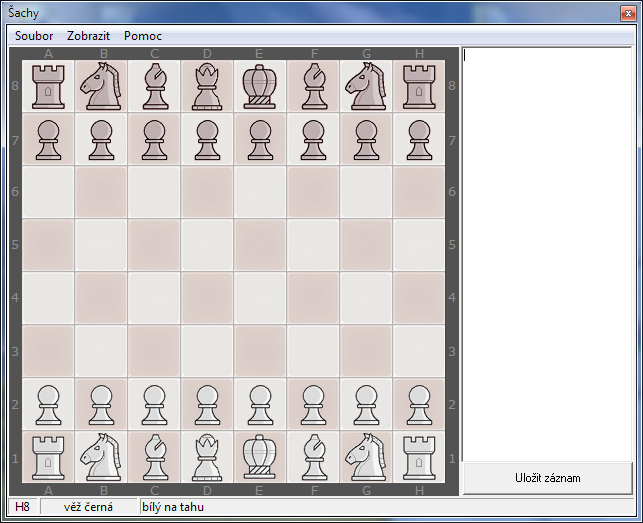 Šachy
Soubor Zobrazit Pomoc
A B C D E F G H
8 8
7 7
6 6
5 5
4 4
3 3
2 2
1 1
A B C D E F G H
Uložit záznam
H8 věž černá bílý na tahu